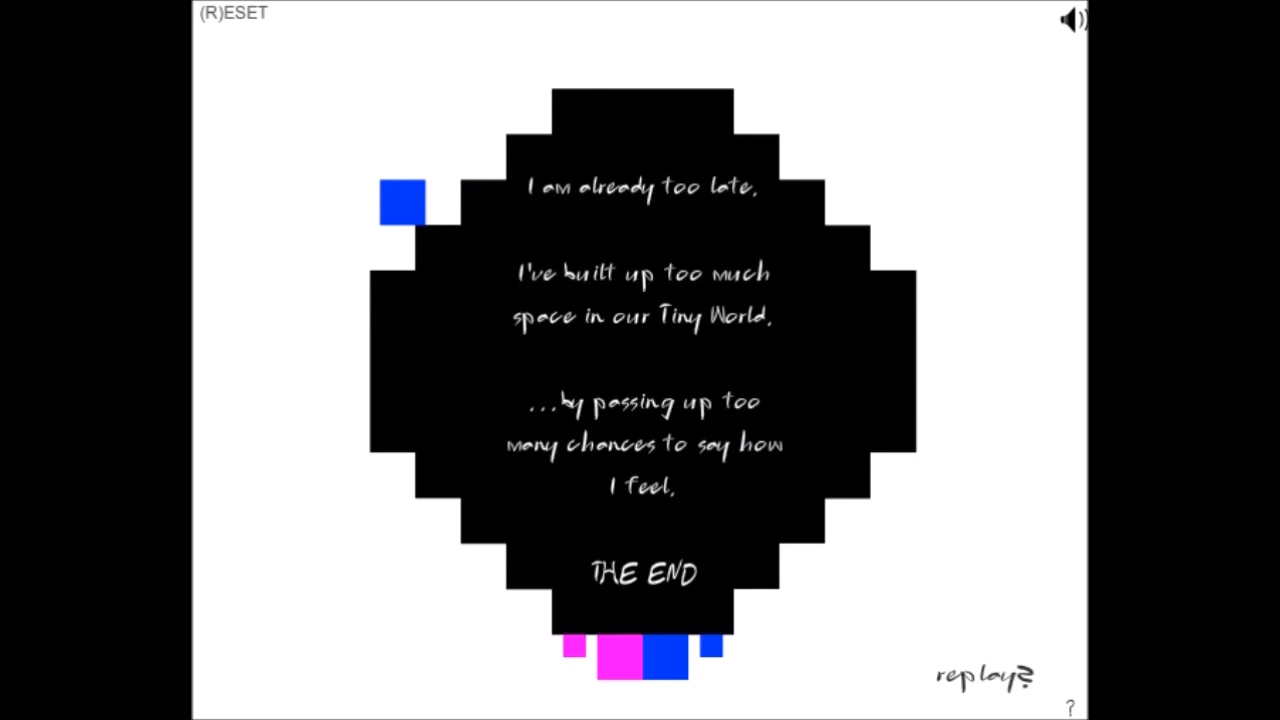 (R)ESET
I am already too late.
I've built up too much
space in our Tiny World.
...by passing up too
many chances to say how
I feel.
THE END
replay?
?